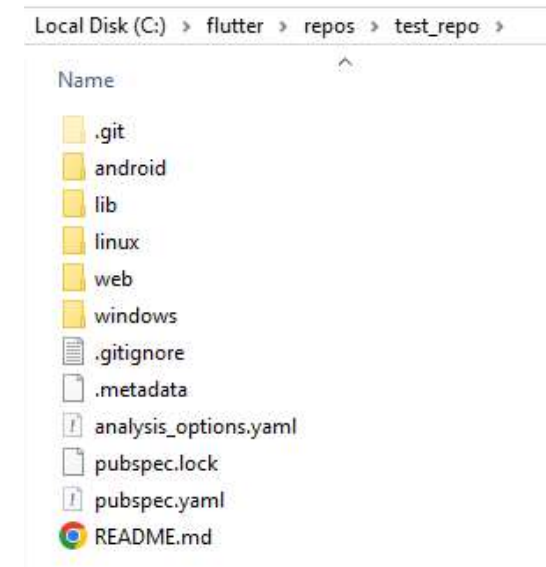 Local Disk (C:) > flutter > repos > test_repo >
Name
.git
android
lib
linux
web
windows
.gitignore
.metadata
analysis_options.yaml
pubspec.lock
pubspec.yaml
README.md